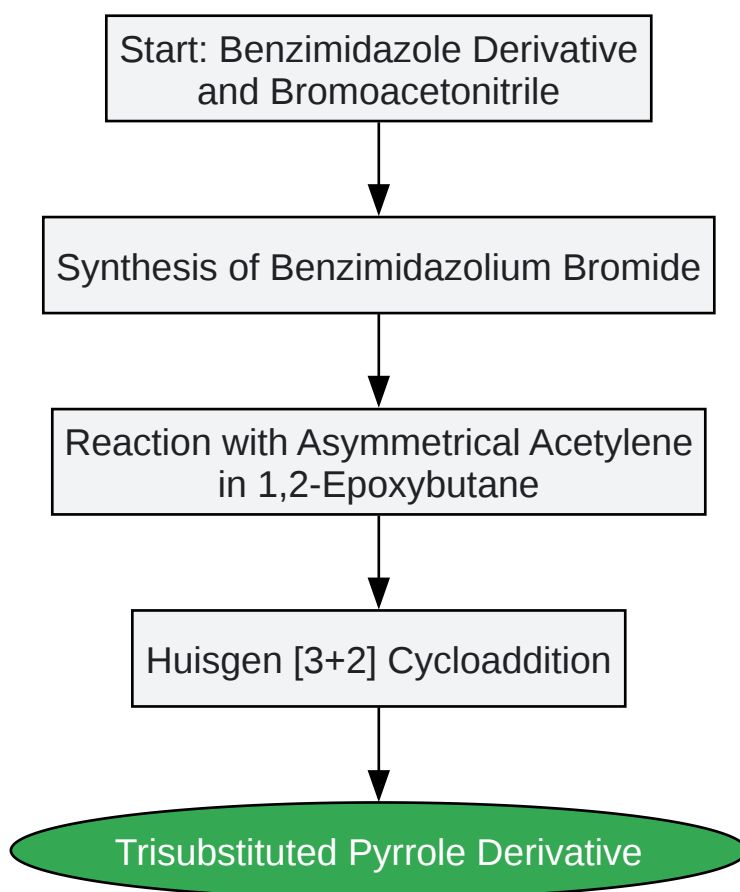 Start: Benzimidazole Derivative
and Bromoacetonitrile
Synthesis of Benzimidazolium Bromide
Reaction with Asymmetrical Acetylene
in 1,2-Epoxybutane
Huisgen [3+2] Cycloaddition
Trisubstituted Pyrrole Derivative